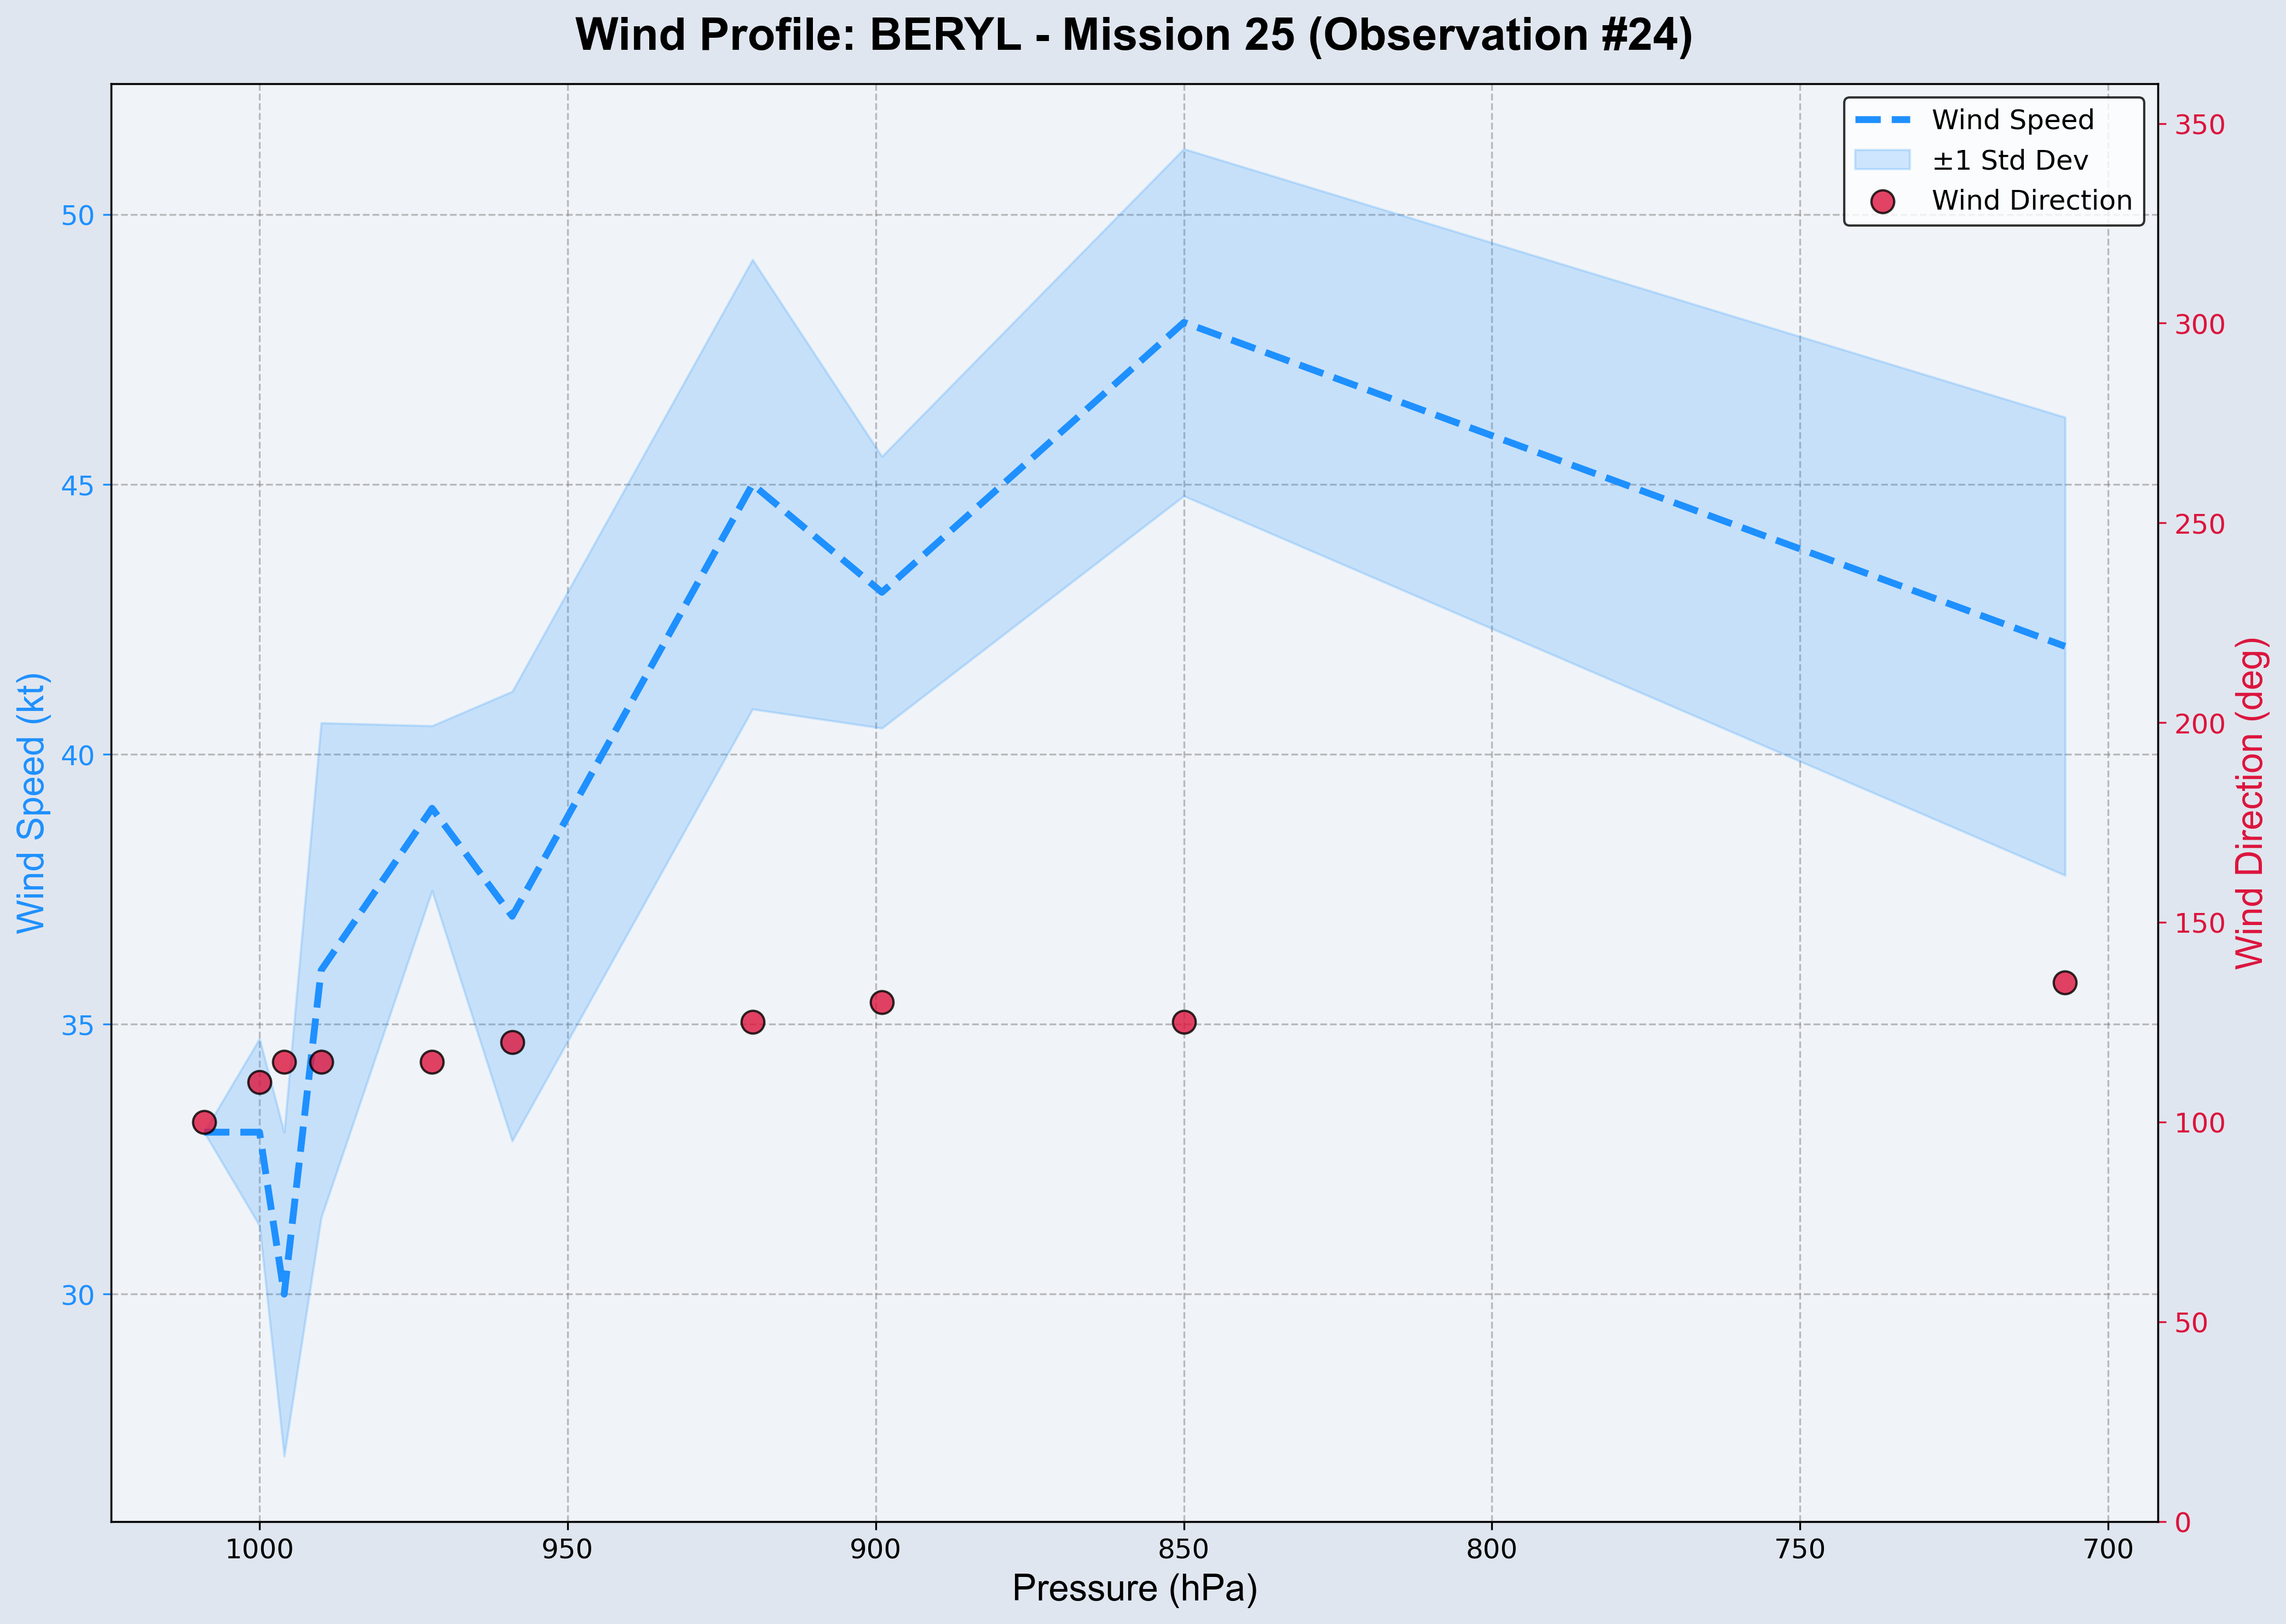 Wind Profile: BERYL - Mission 25 (Observation #24)
Wind Speed
±1 Std Dev
Wind Direction
50
45
40
35
30
Wind Speed (kt)
350
300
250
200
150
100
50
0
Wind Direction (deg)
1000 950 900 850 800 750 700
Pressure (hPa)